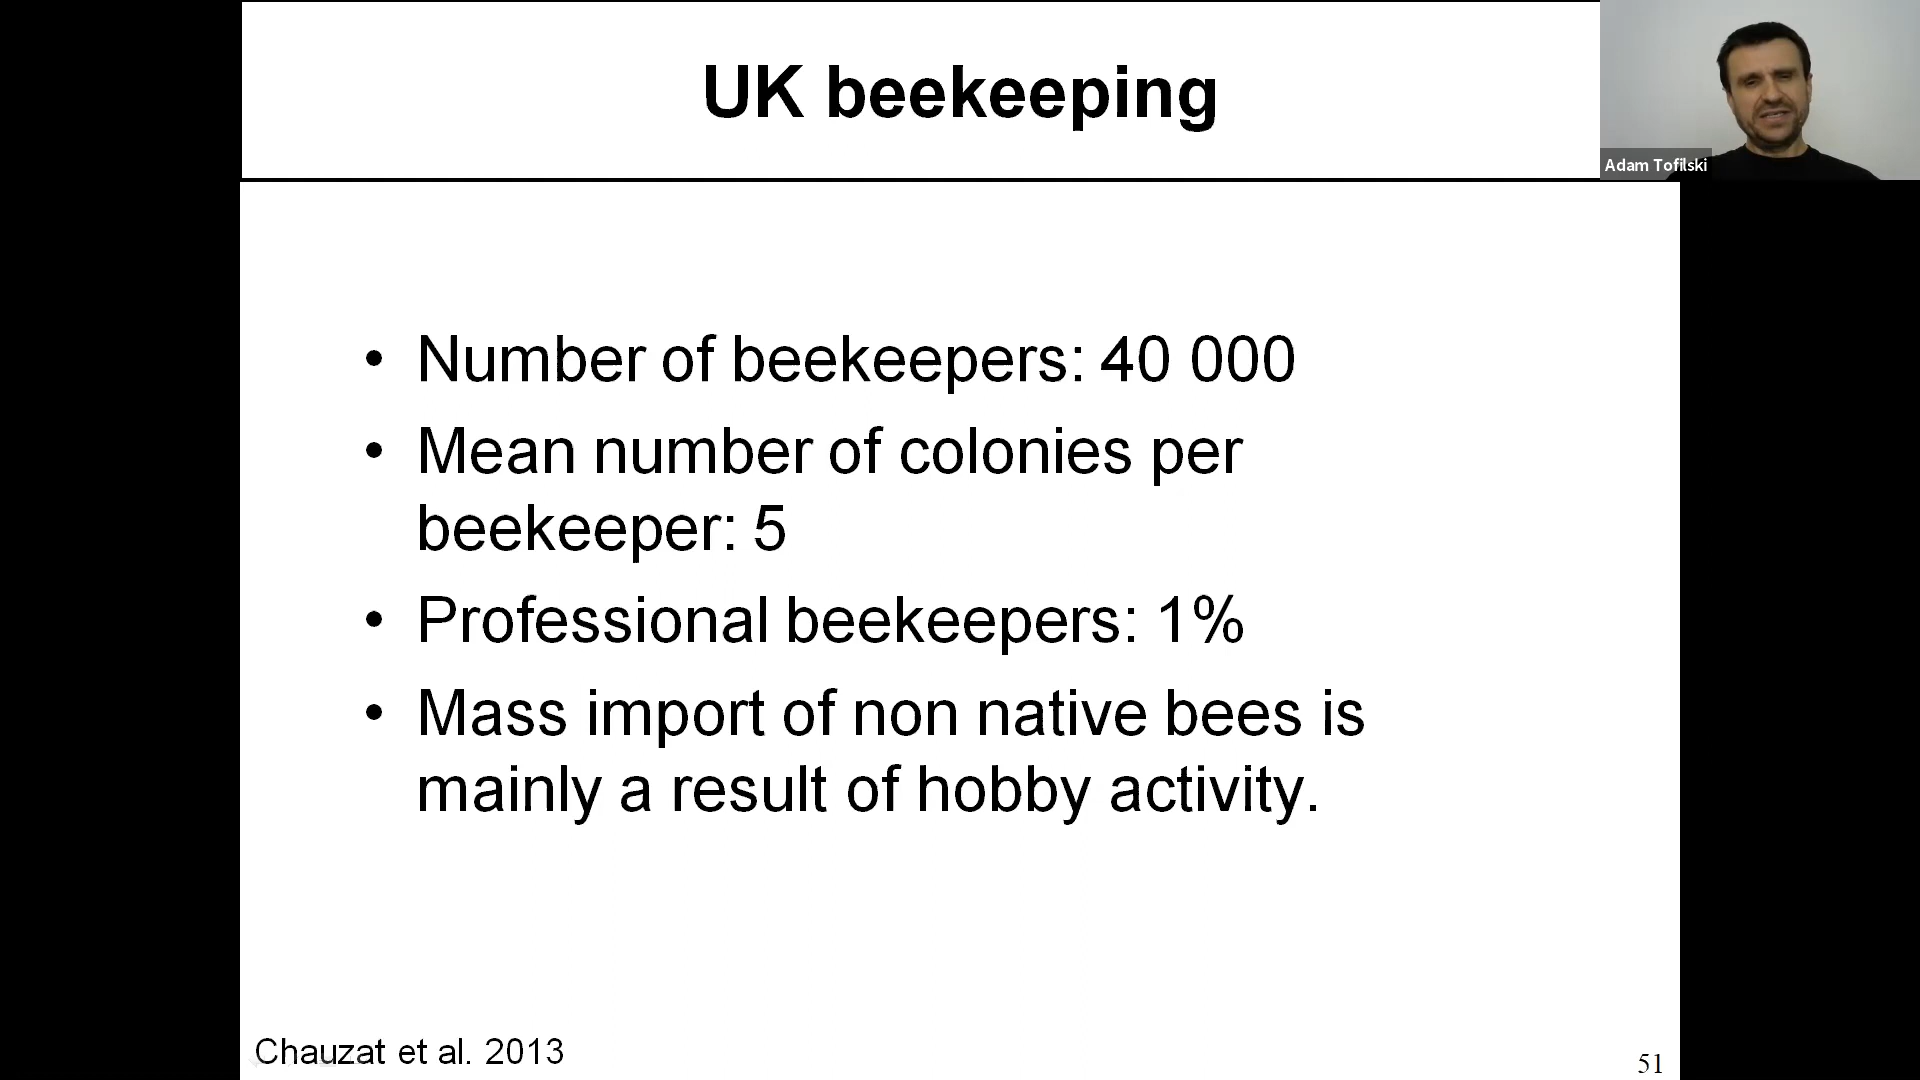 UK beekeeping
Adam Tofilski
• Number of beekeepers: 40 000
• Mean number of colonies per
beekeeper: 5
• Professional beekeepers: 1%
• Mass import of non native bees is
mainly a result of hobby activity.
Chauzat et al. 2013
51